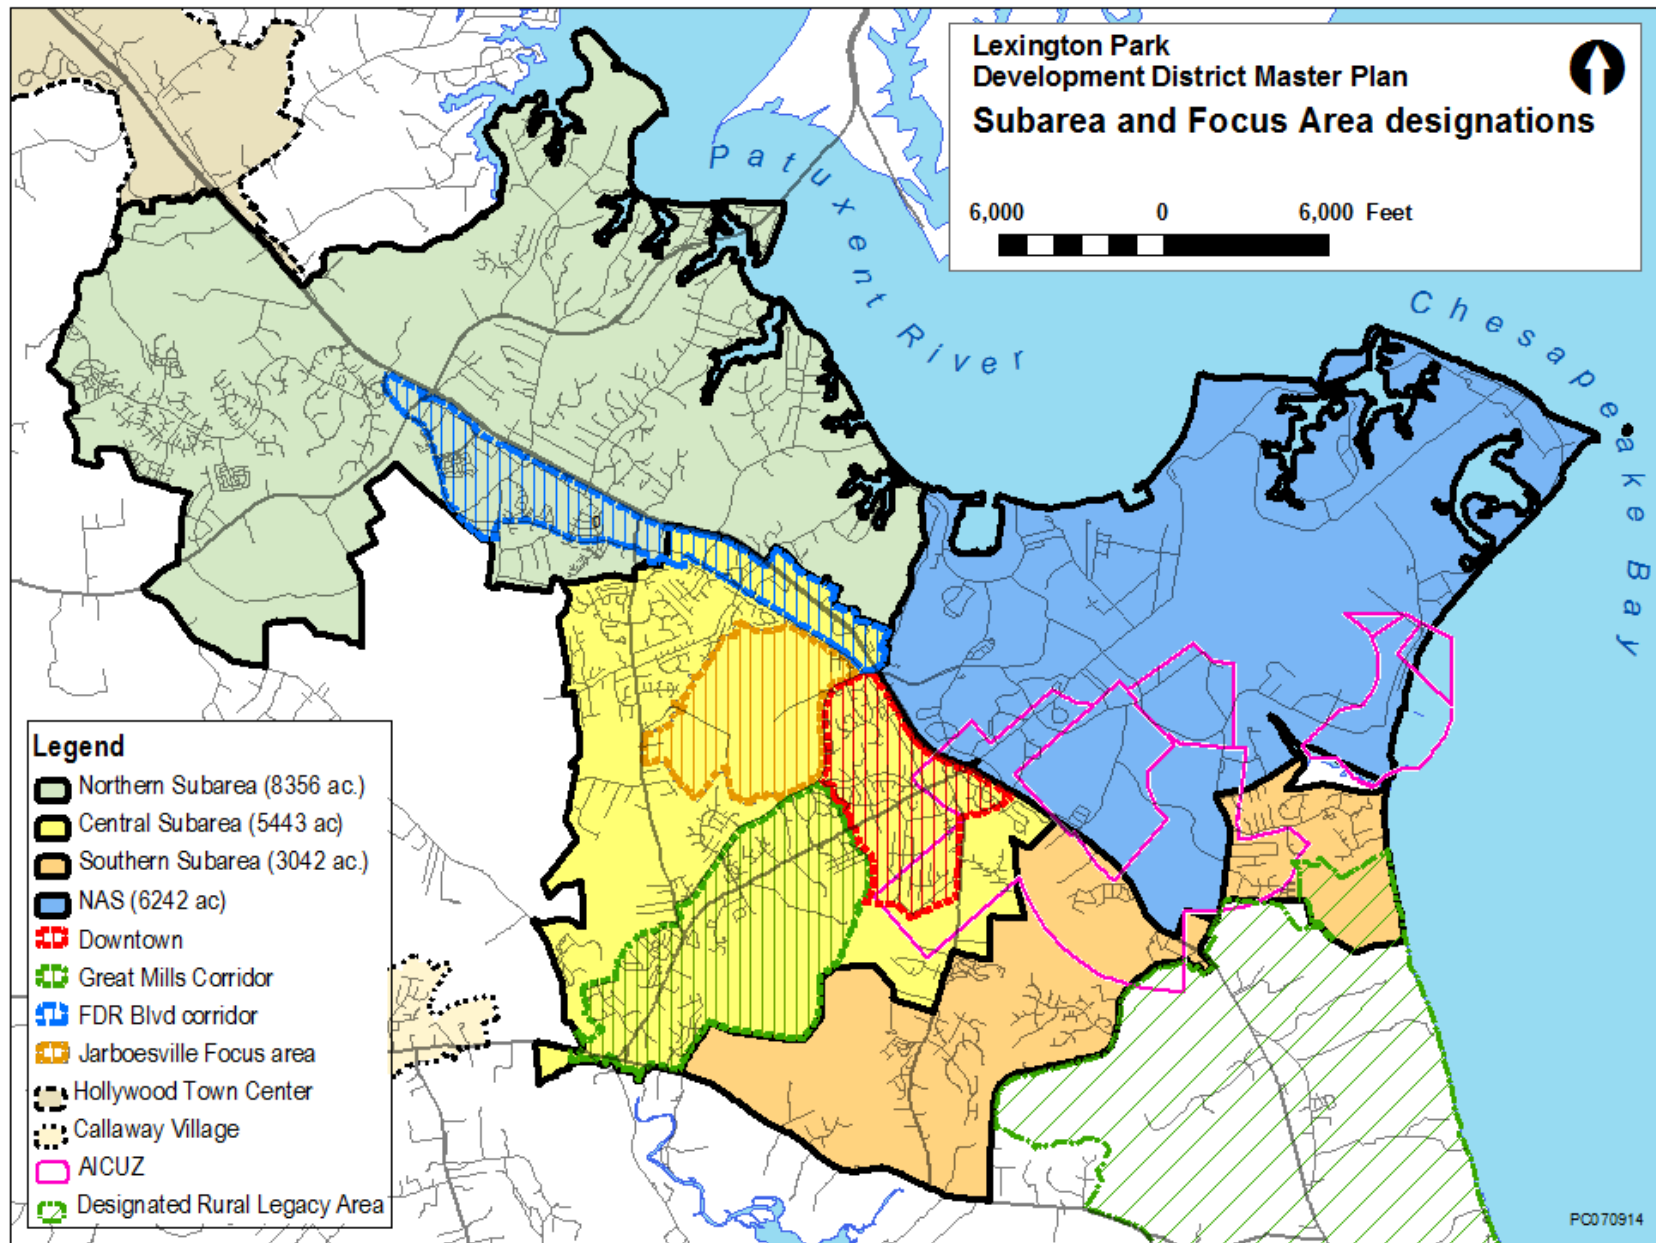 Lexington Park
Development District Master Plan
Subarea and Focus Area designations
6,000 0 6,000 Feet
Patuxent River
Chesapeake Bay
Legend
Northern Subarea (8356 ac.)
Central Subarea (5443 ac)
Southern Subarea (3042 ac.)
NAS (6242 ac)
Downtown
Great Mills Corridor
FDR Blvd corridor
Jarboesville Focus area
Hollywood Town Center
Callaway Village
AICUZ
Designated Rural Legacy Area
PC070914